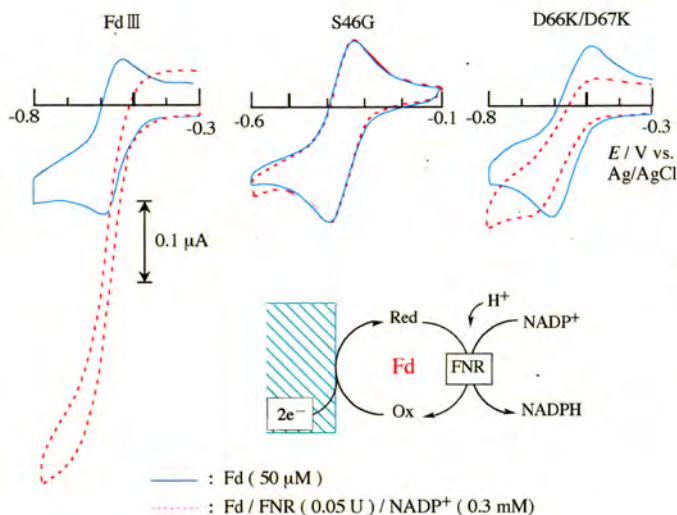 Fd III
S46G
D66K/D67K
-0.8
-0.3
-0.6
-0.1
-0.8
-0.3
E / V vs.
Ag/AgCl
0.1 μA
H⁺
Red
NADP⁺
Fd
FNR
2e⁻
Ox
NADPH
: Fd ( 50 μM )
: Fd / FNR ( 0.05 U ) / NADP⁺ ( 0.3 mM )